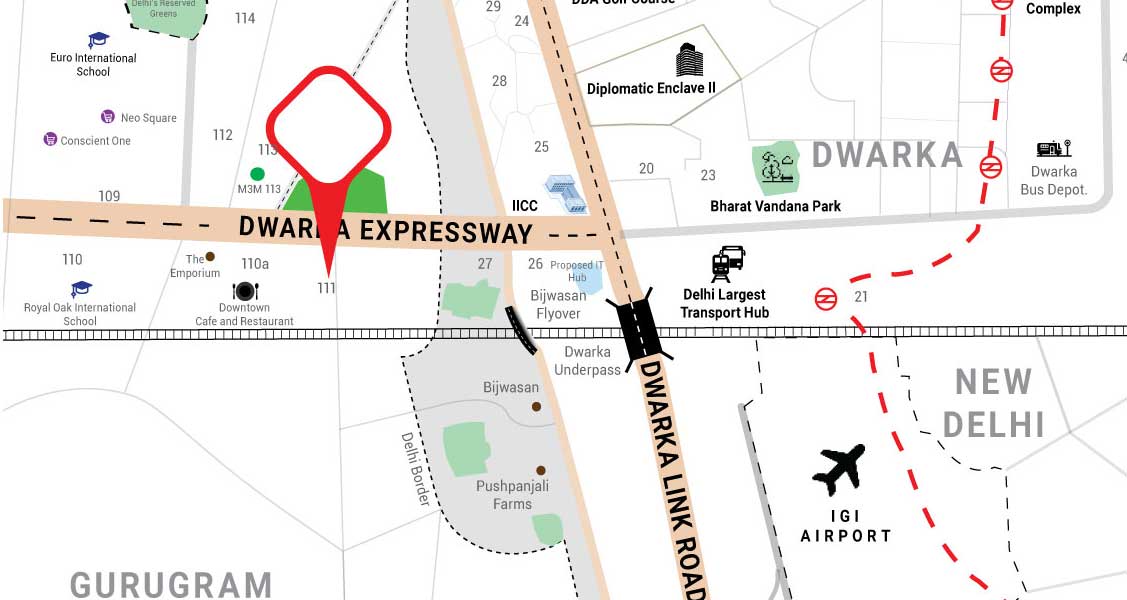 Delhi's Reserved
Greens
114
29
24
DDA Golf Course
Complex
Euro International
School
28
Diplomatic Enclave II
Neo Square
Conscient One
112
113
M3M 113
25
20
23
DWARKA
Dwarka
Bus Depot.
109
IICC
Bharat Vandana Park
DWARKA EXPRESSWAY
110
The
Emporium
110a
111
27
26
Proposed IT
Hub
Royal Oak International
School
Downtown
Cafe and Restaurant
Bijwasan
Flyover
Delhi Largest
Transport Hub
21
Dwarka
Underpass
DWARKA LINK ROAD
NEW
DELHI
Bijwasan
Delhi Border
Pushpanjali
Farms
IGI
AIRPORT
GURUGRAM